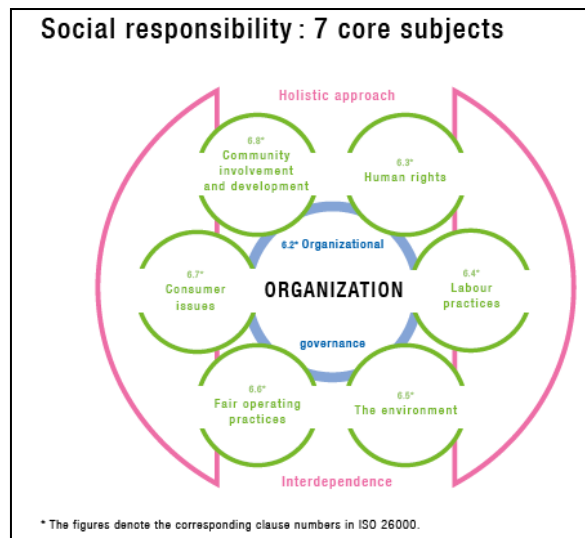 Social responsibility : 7 core subjects
Holistic approach
6.8*
Community
involvement
and development
6.3*
Human rights
6.2* Organizational
6.7*
Consumer
issues
ORGANIZATION
6.4*
Labour
practices
governance
6.6*
Fair operating
practices
6.5*
The environment
Interdependence
* The figures denote the corresponding clause numbers in ISO 26000.